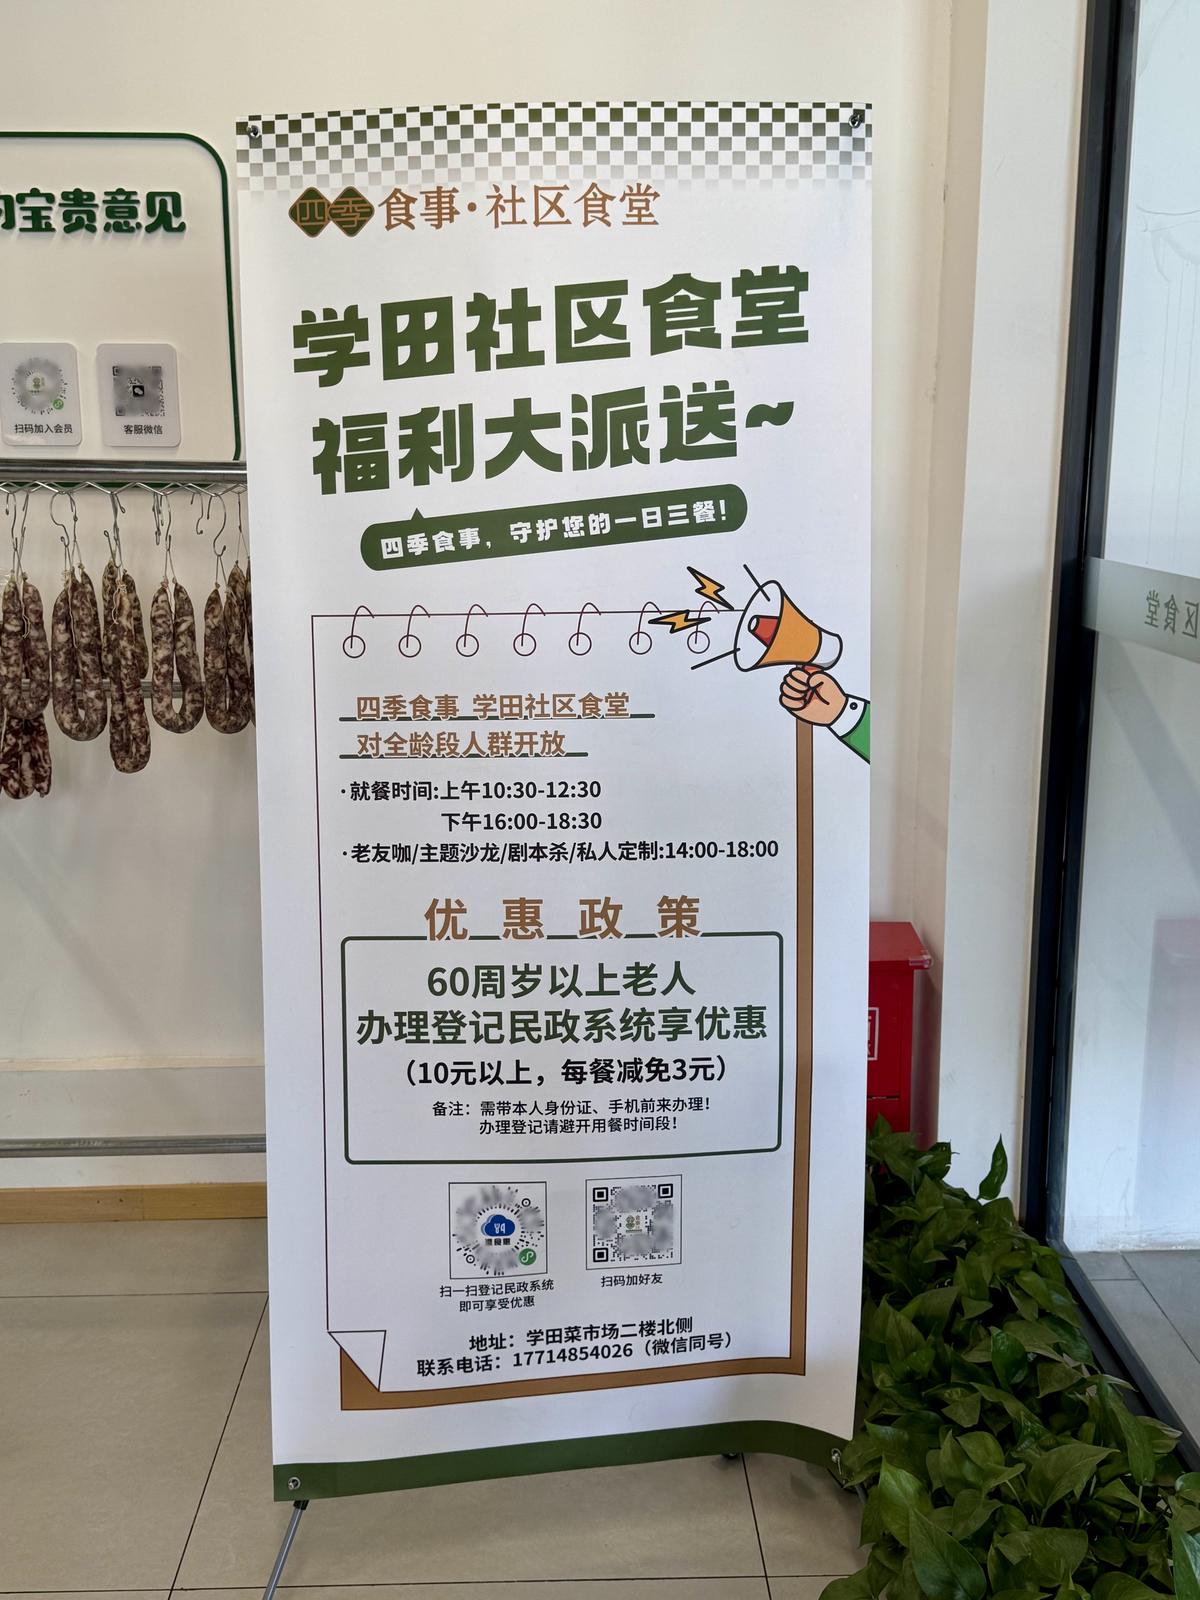 的宝贵意见
扫码加入会员
客服微信
四季食事·社区食堂
学田社区食堂
福利大派送~
四季食事，守护您的一日三餐！
四季食事 学田社区食堂
对全龄段人群开放
·就餐时间:上午10:30-12:30
下午16:00-18:30
·老友咖/主题沙龙/剧本杀/私人定制:14:00-18:00
优惠政策
60周岁以上老人
办理登记民政系统享优惠
（10元以上，每餐减免3元）
备注：需带本人身份证、手机前来办理！
办理登记请避开用餐时间段！
扫一扫登记民政系统
即可享受优惠
扫码加好友
地址：学田菜市场二楼北侧
联系电话：17714854026（微信同号）
区食堂